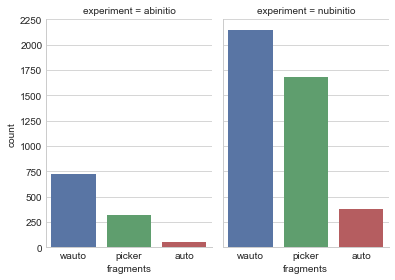 experiment = abinitio
experiment = nubinitio
2250
2000
1750
1500
1250
1000
750
500
250
0
count
wauto picker auto
wauto picker auto
fragments
fragments